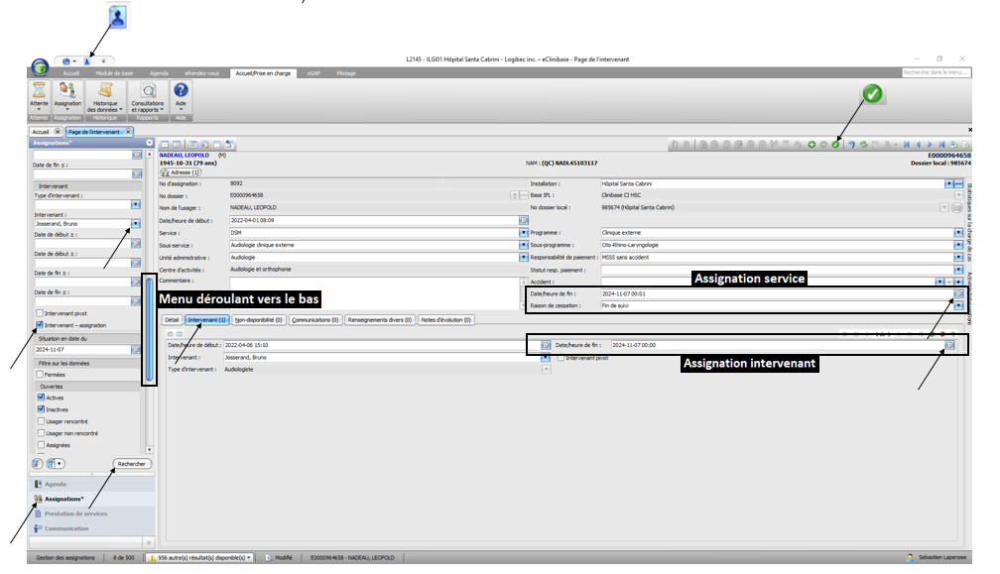 L2145 - ILGI01 Hôpital Santa Cabrini - Logibec inc. – eClinibase - Page de l'intervenant
Accueil Module de base Agenda eRendez-vous Accueil/Prise en charge eGAP Pilotage
Recherche dans le menu...
Attente Assignation Historique des données Consultations et rapports Aide
Attente Assignation Historique Rapports Aide
Accueil Page de l'intervenant
Assignations*
NADEAU, LEOPOLD (M)
E0000964658
1945-10-31 (79 ans)
NAM : (QC) NADL45103117
Dossier local : 985674
Adresse (1)
Date de fin ≤ :
Intervenant
Type d'intervenant :
Intervenant :
Josserand, Bruno
Date de début ≥ :
Date de début ≤ :
Date de fin ≥ :
Date de fin ≤ :
Intervenant pivot
Intervenant – assignation
Situation en date du
2024-11-07
Filtre sur les données
Fermées
Ouvertes
Actives
Inactives
Usager rencontré
Usager non rencontré
Assignées
Rechercher
Agenda
Assignations*
Prestation de services
Communication
No d'assignation : 8092
Installation : Hôpital Santa Cabrini
No dossier : E0000964658
Base IPL : Clinibase CI HSC
Nom de l'usager : NADEAU, LEOPOLD
No dossier local : 985674 (Hôpital Santa Cabrini)
Date/heure de début : 2022-04-01 08:09
Service : DSM
Programme : Clinique externe
Sous-service : Audiologie clinique externe
Sous-programme : Oto-Rhino-Laryngologie
Unité administrative : Audiologie
Responsabilité de paiement : MSSS sans accident
Centre d'activités : Audiologie et orthophonie
Statut resp. paiement :
Commentaire :
Accident :
Assignation service
Menu déroulant vers le bas
Date/heure de fin : 2024-11-07 00:01
Raison de cessation : Fin de suivi
Statistiques sur la charge de cas
Détail Intervenant (1) Non-disponibilité (0) Communications (0) Renseignements divers (0) Notes d'évolution (0)
Date/heure de début : 2022-04-06 15:10
Date/heure de fin : 2024-11-07 00:00
Intervenant : Josserand, Bruno
Intervenant pivot
Type d'intervenant : Audiologiste
Assignation intervenant
Gestion des assignations 8 de 500 956 autre(s) résultat(s) disponible(s) Modifié E0000964658 - NADEAU, LEOPOLD Sebastien Lapensee